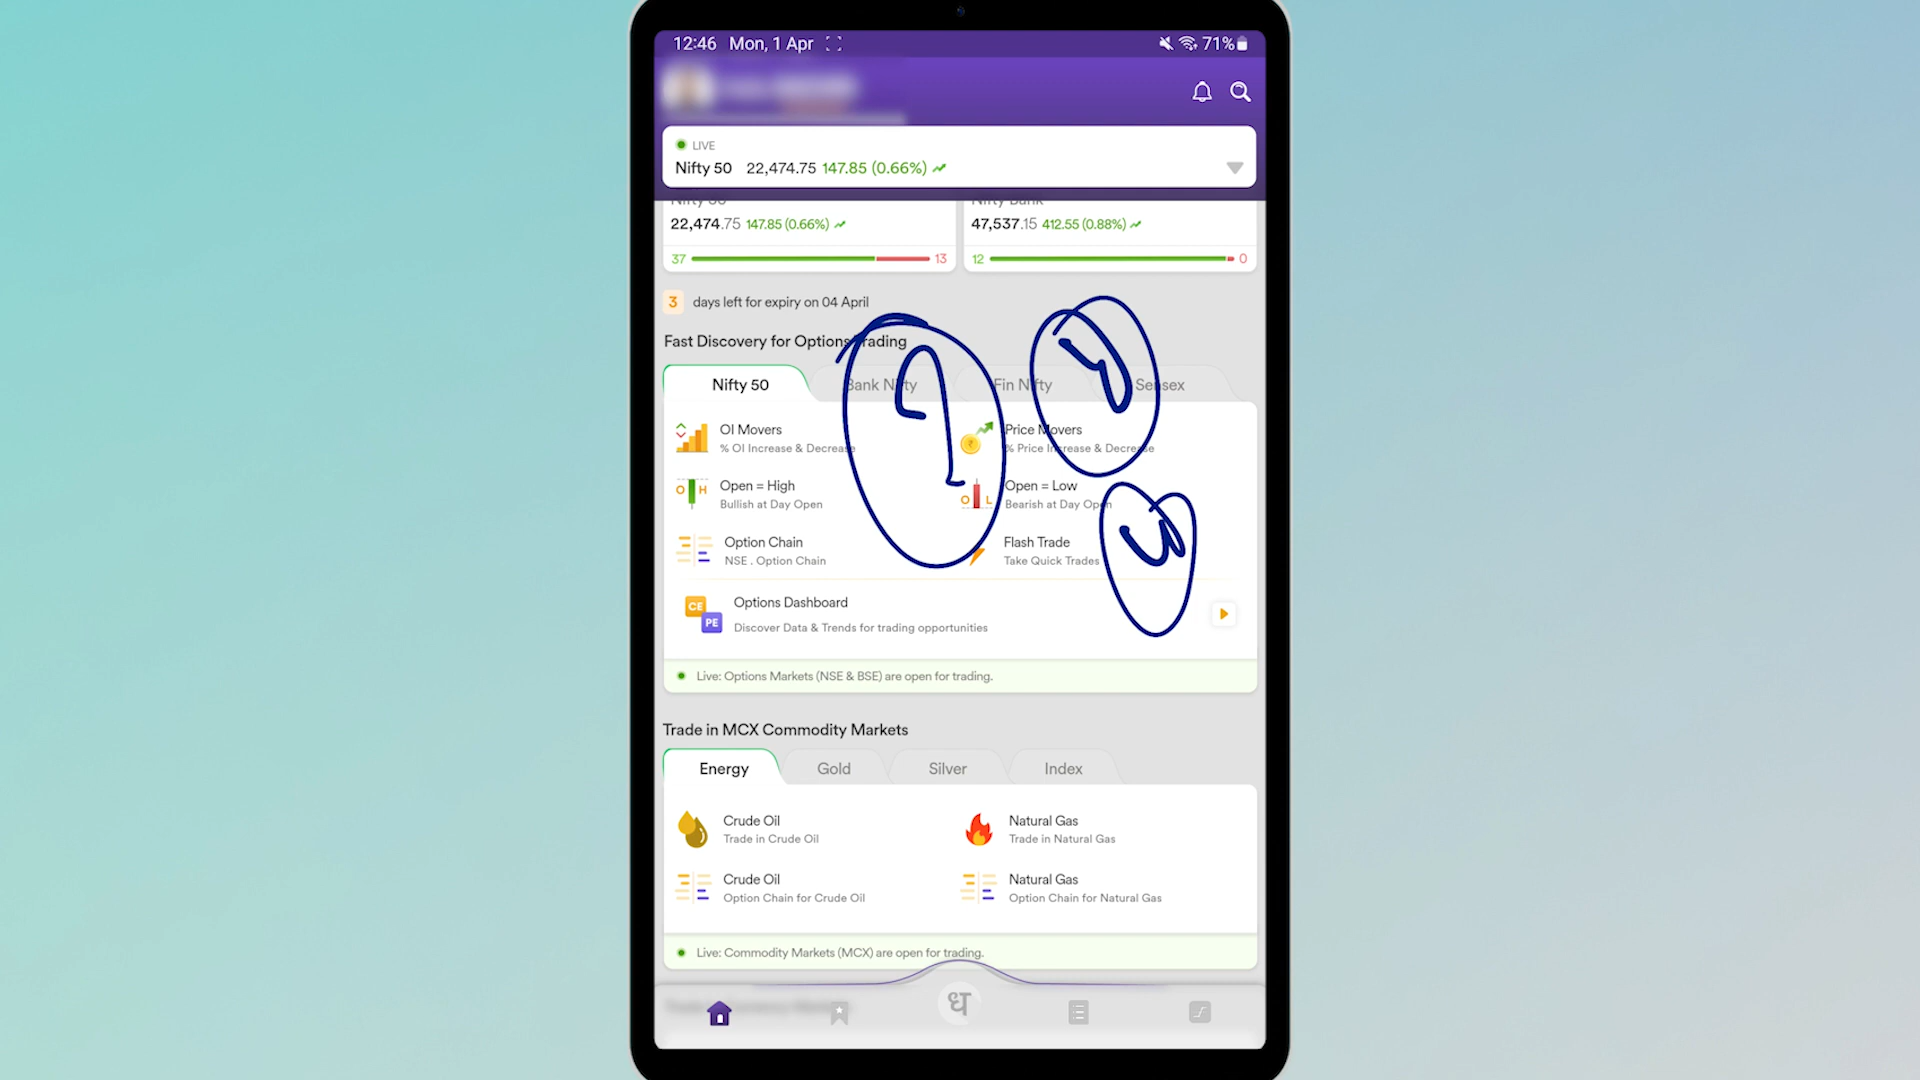 12:46 Mon, 1 Apr 71%
LIVE
Nifty 50 22,474.75 147.85 (0.66%)
Nifty 50 Nifty Bank
22,474.75 147.85 (0.66%) 47,537.15 412.55 (0.88%)
37 13 12 0
3 days left for expiry on 04 April
Fast Discovery for Options Trading
Nifty 50 Bank Nifty Fin Nifty Sensex
OI Movers Price Movers
% OI Increase & Decrease % Price Increase & Decrease
O H Open = High O L Open = Low
Bullish at Day Open Bearish at Day Open
Option Chain Flash Trade
NSE . Option Chain Take Quick Trades
CE PE Options Dashboard
Discover Data & Trends for trading opportunities
Live: Options Markets (NSE & BSE) are open for trading.
Trade in MCX Commodity Markets
Energy Gold Silver Index
Crude Oil Natural Gas
Trade in Crude Oil Trade in Natural Gas
Crude Oil Natural Gas
Option Chain for Crude Oil Option Chain for Natural Gas
Live: Commodity Markets (MCX) are open for trading.
ध